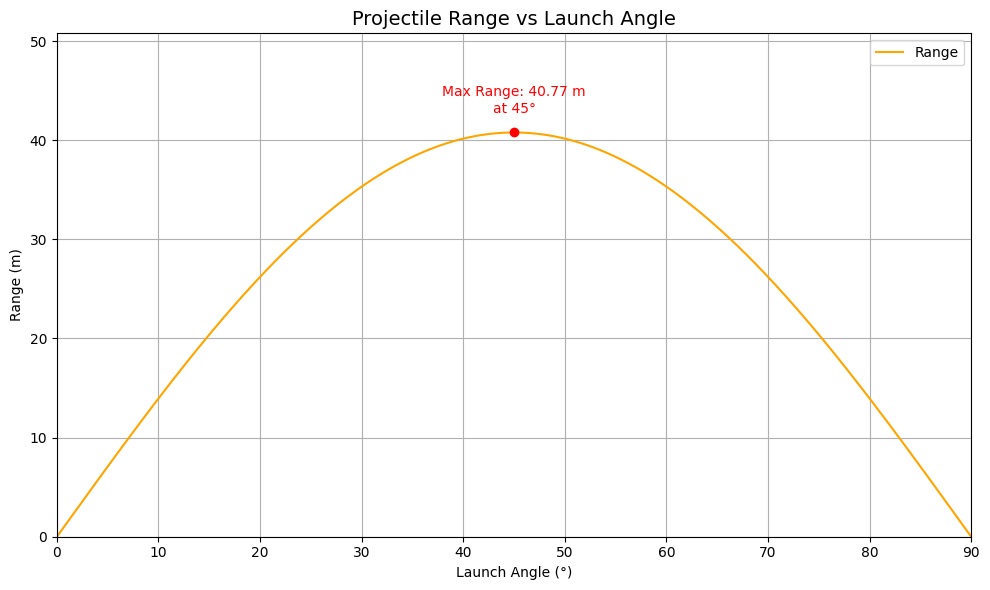 Projectile Range vs Launch Angle
Range
Max Range: 40.77 m
at 45°
Range (m)
50
40
30
20
10
0
0 10 20 30 40 50 60 70 80 90
Launch Angle (°)